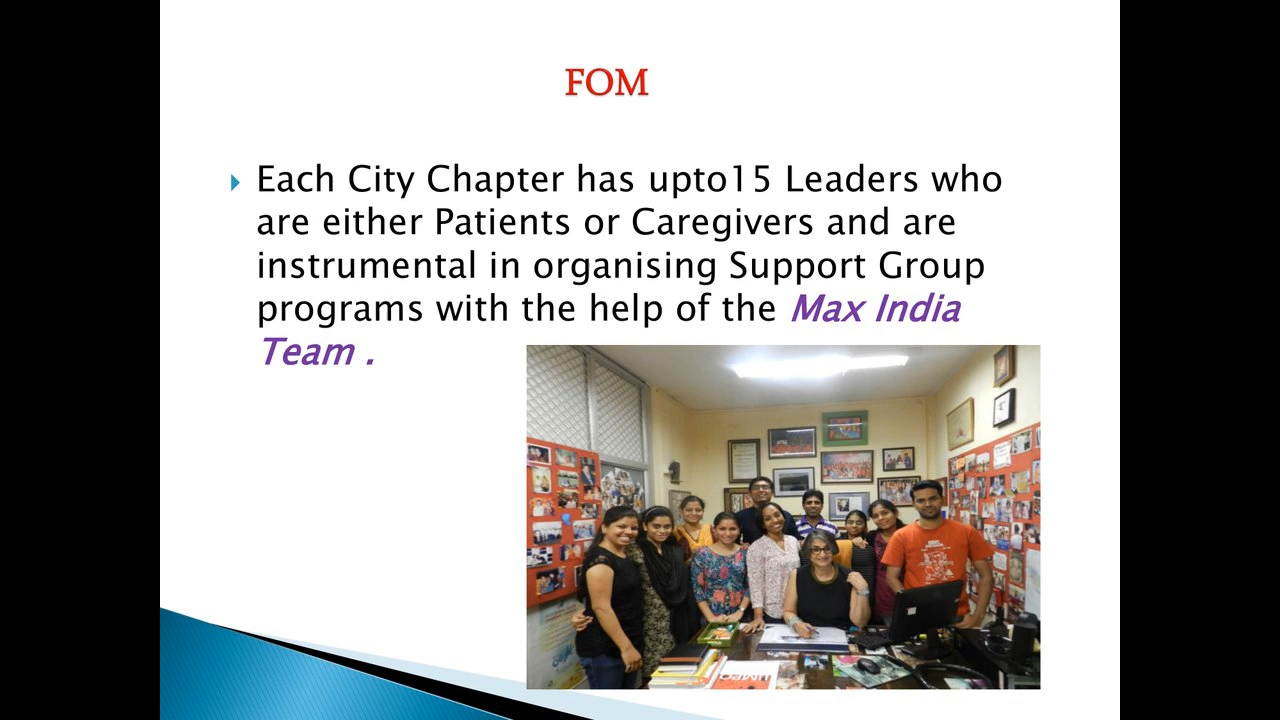 FOM
Each City Chapter has upto15 Leaders who
are either Patients or Caregivers and are
instrumental in organising Support Group
programs with the help of the Max India
Team .